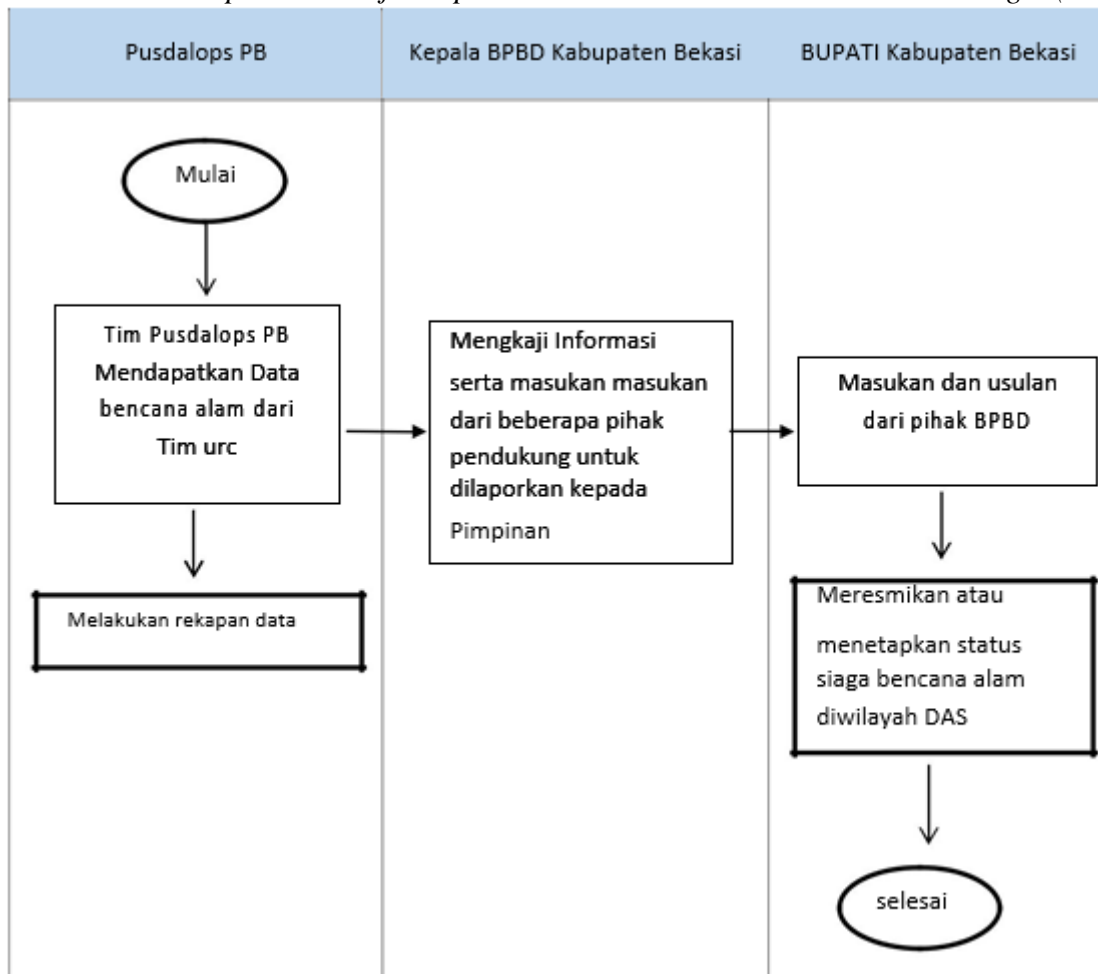 Pusdalops PB
Kepala BPBD Kabupaten Bekasi
BUPATI Kabupaten Bekasi
Mulai
Tim Pusdalops PB
Mendapatkan Data
bencana alam dari
Tim urc
Melakukan rekapan data
Mengkaji Informasi
serta masukan masukan
dari beberapa pihak
pendukung untuk
dilaporkan kepada
Pimpinan
Masukan dan usulan
dari pihak BPBD
Meresmikan atau
menetapkan status
siaga bencana alam
diwilayah DAS
selesai